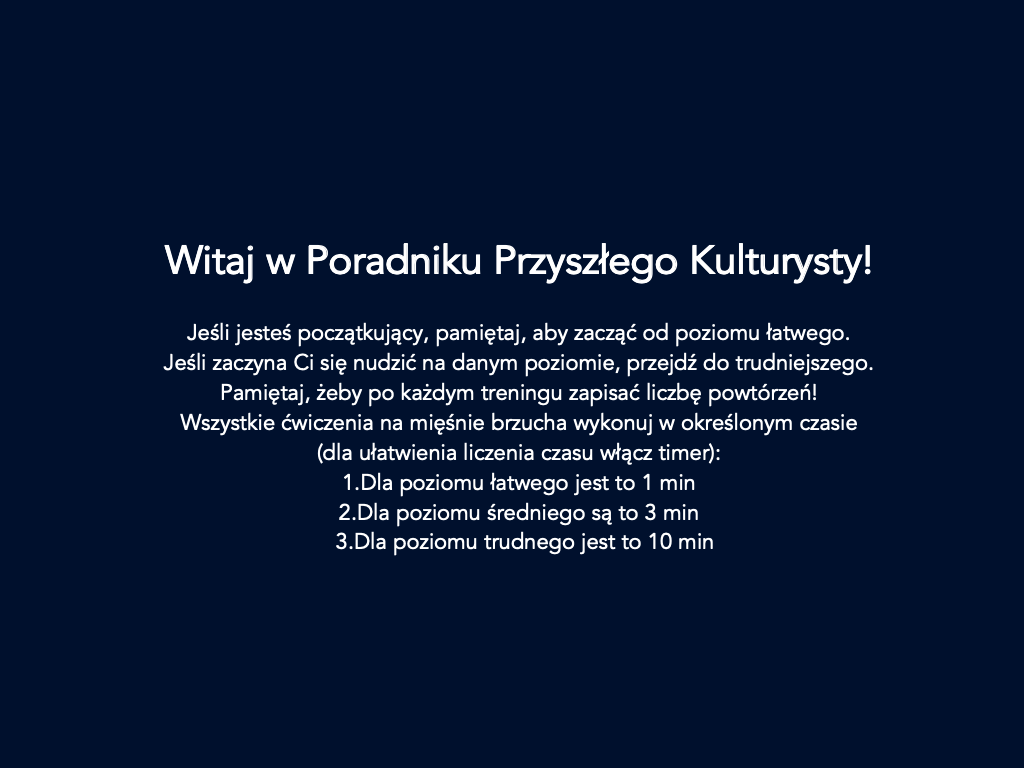 Witaj w Poradniku Przyszłego Kulturysty!
Jeśli jesteś początkujący, pamiętaj, aby zacząć od poziomu łatwego.
Jeśli zaczyna Ci się nudzić na danym poziomie, przejdź do trudniejszego.
Pamiętaj, żeby po każdym treningu zapisać liczbę powtórzeń!
Wszystkie ćwiczenia na mięśnie brzucha wykonuj w określonym czasie
(dla ułatwienia liczenia czasu włącz timer):
1.Dla poziomu łatwego jest to 1 min
2.Dla poziomu średniego są to 3 min
3.Dla poziomu trudnego jest to 10 min